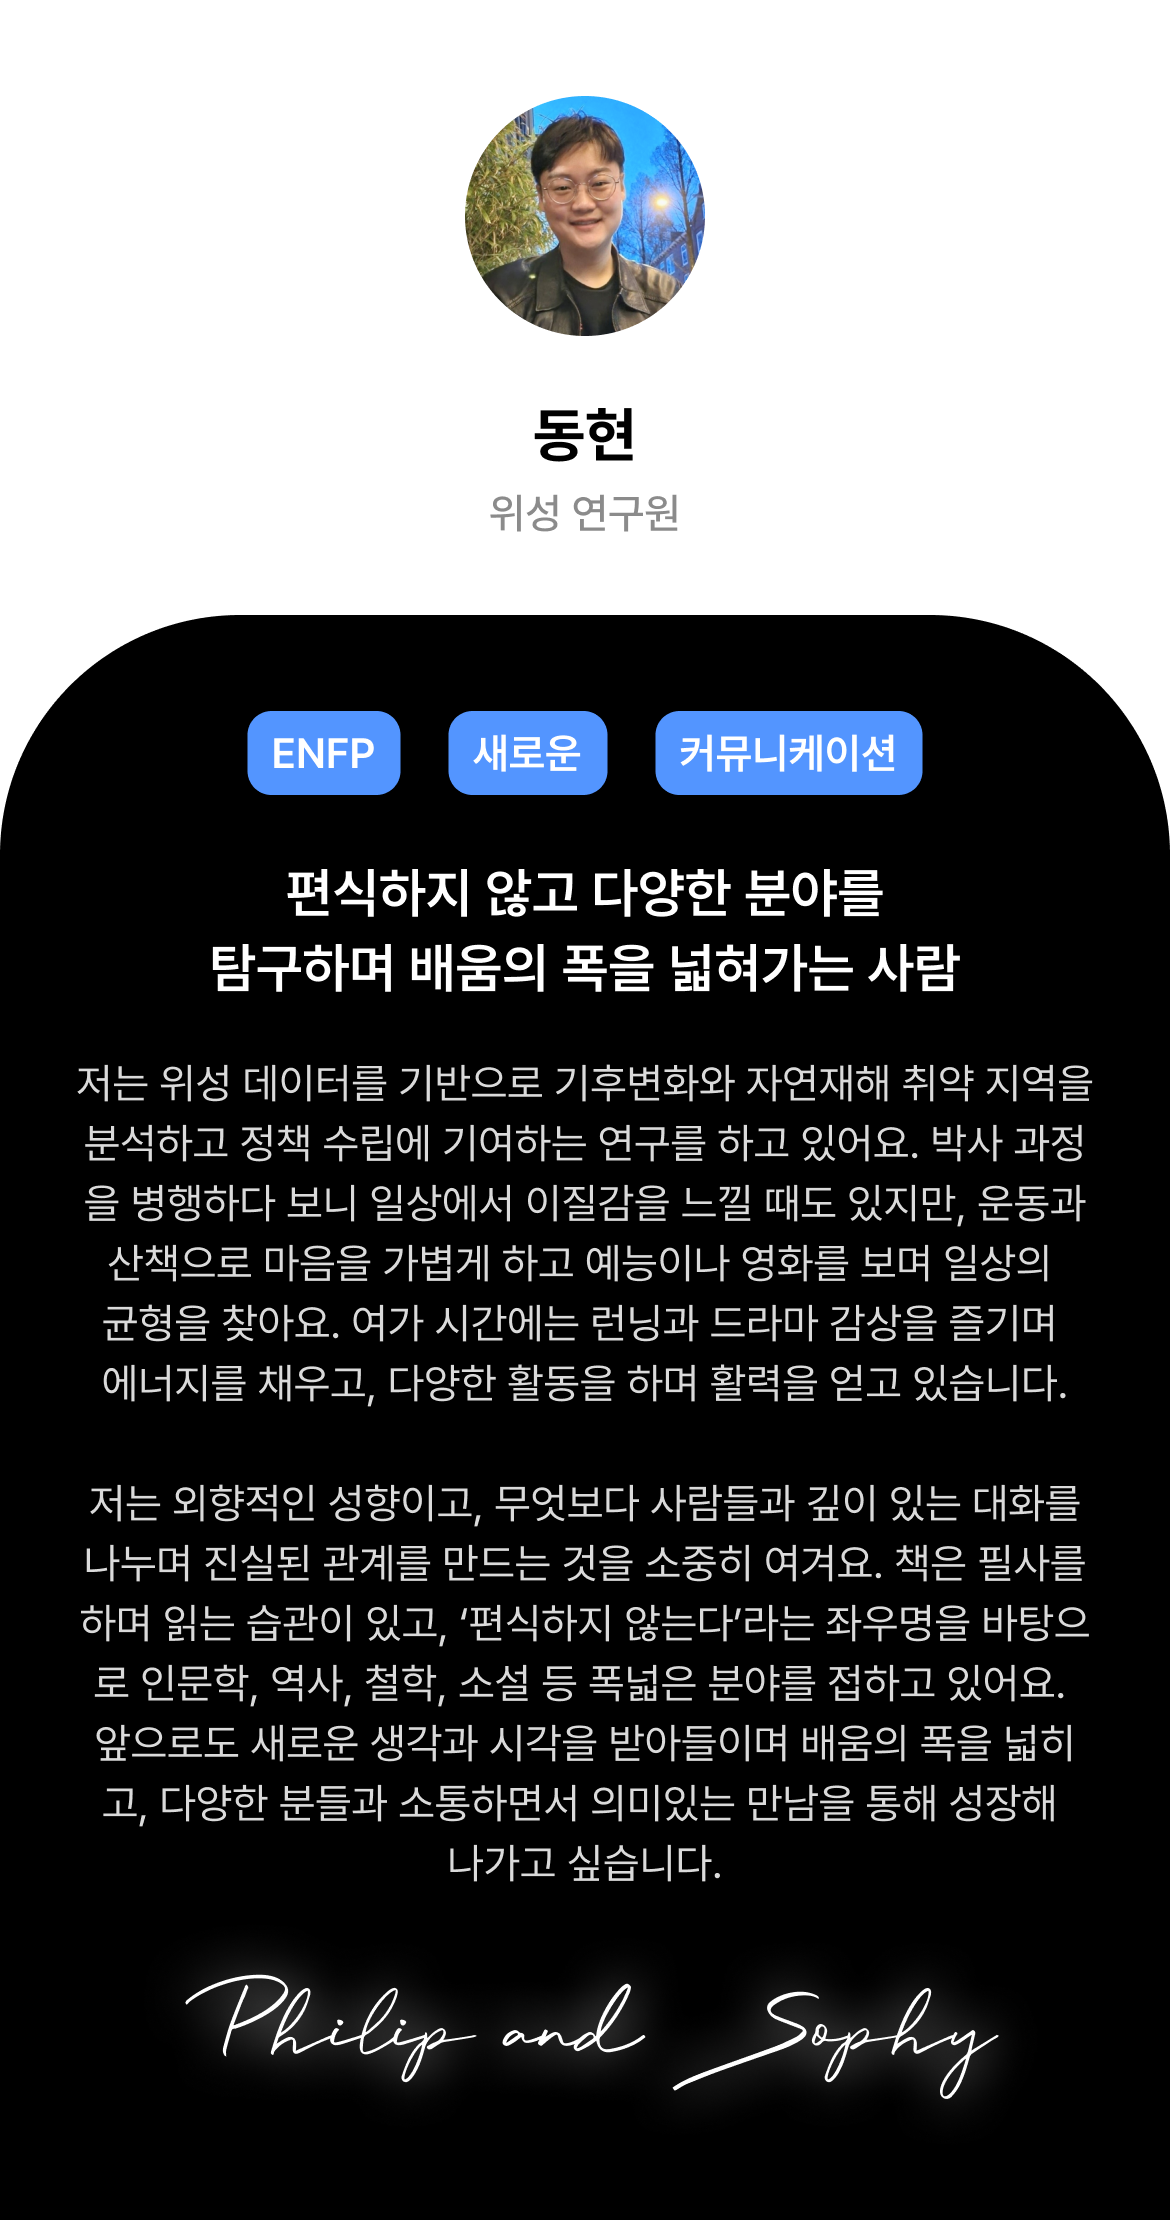 동현
위성 연구원
ENFP 새로운 커뮤니케이션
편식하지 않고 다양한 분야를
탐구하며 배움의 폭을 넓혀가는 사람
저는 위성 데이터를 기반으로 기후변화와 자연재해 취약 지역을
분석하고 정책 수립에 기여하는 연구를 하고 있어요. 박사 과정
을 병행하다 보니 일상에서 이질감을 느낄 때도 있지만, 운동과
산책으로 마음을 가볍게 하고 예능이나 영화를 보며 일상의
균형을 찾아요. 여가 시간에는 런닝과 드라마 감상을 즐기며
에너지를 채우고, 다양한 활동을 하며 활력을 얻고 있습니다.
저는 외향적인 성향이고, 무엇보다 사람들과 깊이 있는 대화를
나누며 진실된 관계를 만드는 것을 소중히 여겨요. 책은 필사를
하며 읽는 습관이 있고, ‘편식하지 않는다’라는 좌우명을 바탕으
로 인문학, 역사, 철학, 소설 등 폭넓은 분야를 접하고 있어요.
앞으로도 새로운 생각과 시각을 받아들이며 배움의 폭을 넓히
고, 다양한 분들과 소통하면서 의미있는 만남을 통해 성장해
나가고 싶습니다.
Philip and Sophy